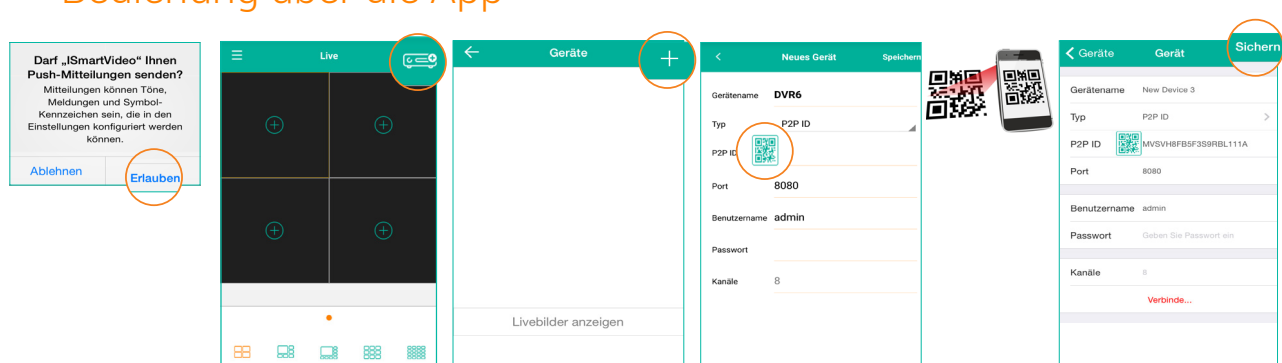 Bedienung über die App
Darf „ISmartVideo“ Ihnen
Push-Mitteilungen senden?
Mitteilungen können Töne,
Meldungen und Symbol-
Kennzeichen sein, die in den
Einstellungen konfiguriert werden
können.
Ablehnen
Erlauben
Live
Geräte
Livebilder anzeigen
Neues Gerät
Speichern
Gerätename DVR6
Typ P2P ID
P2P ID
Port 8080
Benutzername admin
Passwort
Kanäle 8
Geräte Gerät Sichern
Gerätename New Device 3
Typ P2P ID
P2P ID MVSVH8FB5F3S9RBL111A
Port 8080
Benutzername admin
Passwort Geben Sie Passwort ein
Kanäle 8
Verbinde...